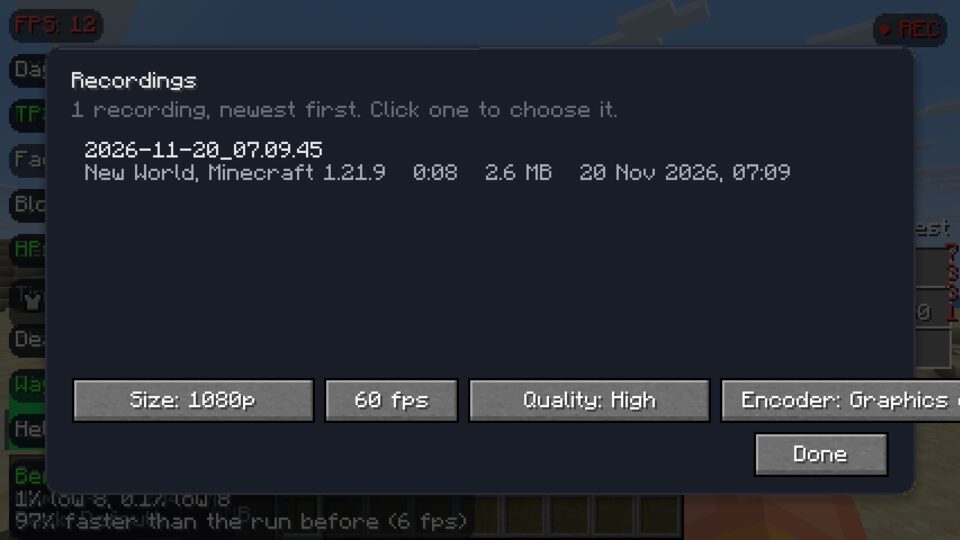 FPS: 12
REC
Recordings
1 recording, newest first. Click one to choose it.
2026-11-20_07.09.45
New World, Minecraft 1.21.9 0:08 2.6 MB 20 Nov 2026, 07:09
Size: 1080p
60 fps
Quality: High
Encoder: Graphics
Done
1% low 8, 0.1% low 8
97% faster than the run before (6 fps)